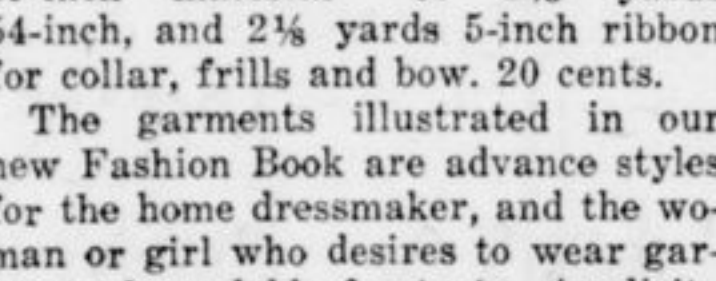 54-inch, and 2⅛ yards 5-inch ribbon
for collar, frills and bow. 20 cents.
The garments illustrated in our
new Fashion Book are advance styles
for the home dressmaker, and the wo-
man or girl who desires to wear gar-